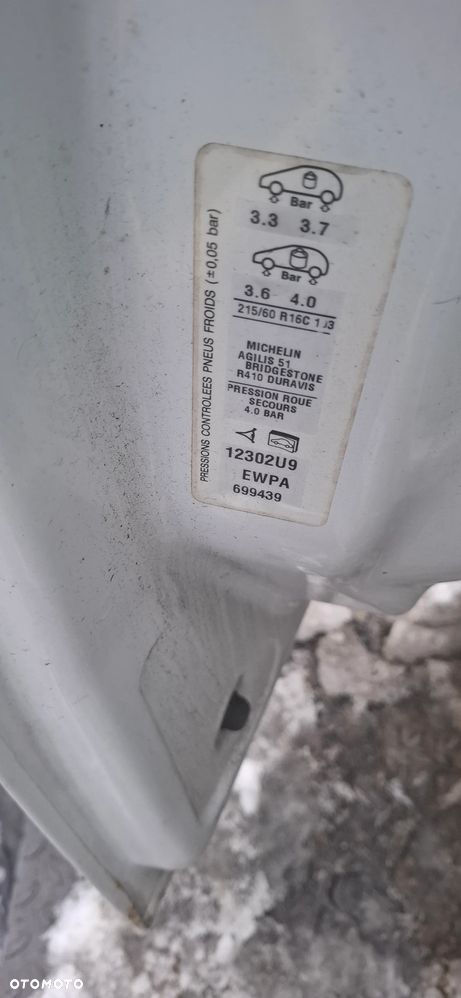 PRESSIONS CONTROLEES PNEUS FROIDS (±0,05 bar)
Bar
3.3 3.7
Bar
3.6 4.0
215/60 R16C
MICHELIN
AGILIS 51
BRIDGESTONE
R410 DURAVIS
PRESSION ROUE
SECOURS
4.0 BAR
12302U9
EWPA
699439
OTOMOTO